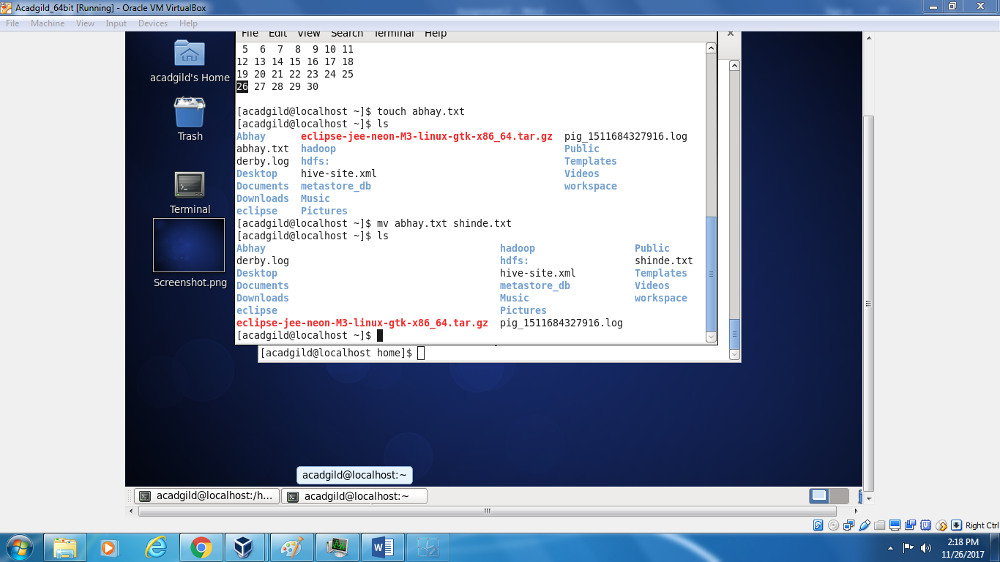 Acadgild_64bit [Running] - Oracle VM VirtualBox
File Machine View Input Devices Help
File Edit View Search Terminal Help
 5  6  7  8  9 10 11
12 13 14 15 16 17 18
19 20 21 22 23 24 25
26 27 28 29 30
[acadgild@localhost ~]$ touch abhay.txt
[acadgild@localhost ~]$ ls
Abhay      eclipse-jee-neon-M3-linux-gtk-x86_64.tar.gz  pig_1511684327916.log
abhay.txt  hadoop                                       Public
derby.log  hdfs:                                        Templates
Desktop    hive-site.xml                                Videos
Documents  metastore_db                                 workspace
Downloads  Music
eclipse    Pictures
[acadgild@localhost ~]$ mv abhay.txt shinde.txt
[acadgild@localhost ~]$ ls
Abhay                                        hadoop                 Public
derby.log                                    hdfs:                  shinde.txt
Desktop                                      hive-site.xml          Templates
Documents                                    metastore_db           Videos
Downloads                                    Music                  workspace
eclipse                                      Pictures
eclipse-jee-neon-M3-linux-gtk-x86_64.tar.gz  pig_1511684327916.log
[acadgild@localhost ~]$
[acadgild@localhost home]$
acadgild's Home
Trash
Terminal
Screenshot.png
acadgild@localhost:~
acadgild@localhost:/h...
acadgild@localhost:~
Right Ctrl
2:18 PM
11/26/2017